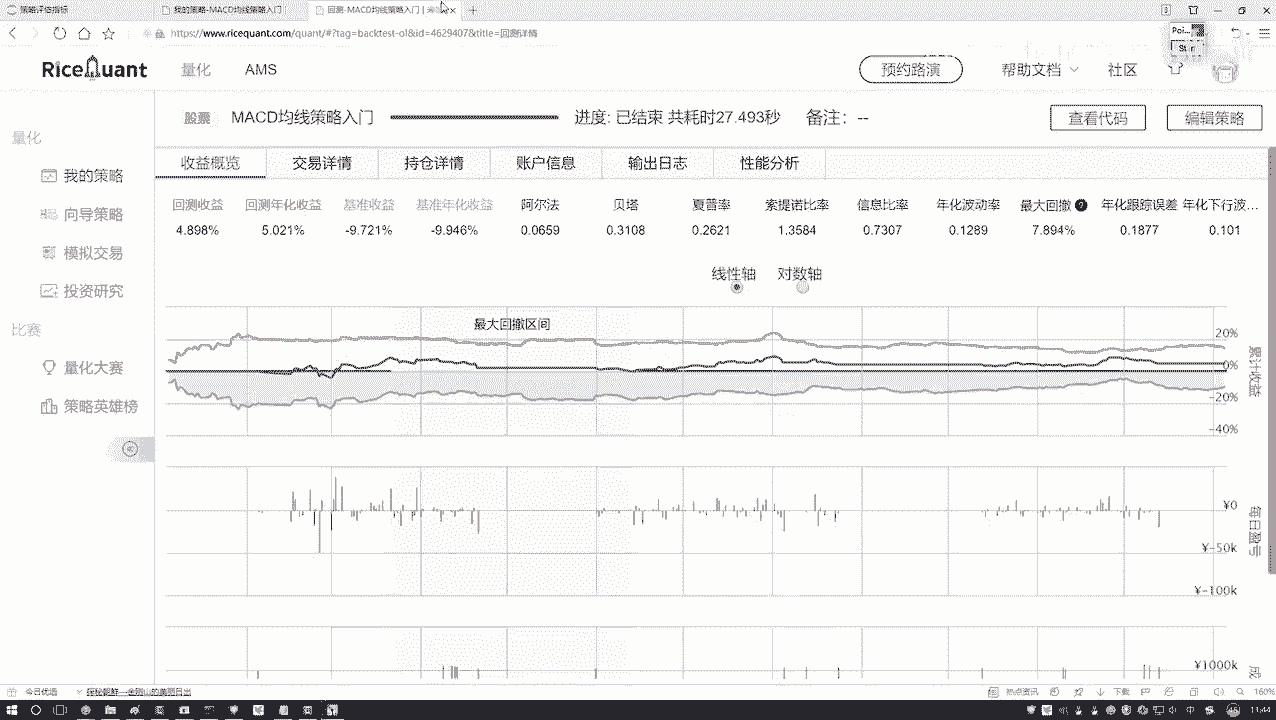 策略评估指标
我的策略-MACD均线策略入门
回测-MACD均线策略入门
https://www.ricequant.com/quant/#?tag=backtest-ol&id=4629407&title=回测详情
RiceQuant 量化 AMS 预约路演 帮助文档 社区
量化
我的策略
向导策略
模拟交易
投资研究
比赛
量化大赛
策略英雄榜
股票 MACD均线策略入门 进度: 已结束 共耗时27.493秒 备注: -- 查看代码 编辑策略
收益概览 交易详情 持仓详情 账户信息 输出日志 性能分析
回测收益 回测年化收益 基准收益 基准年化收益 阿尔法 贝塔 夏普率 索提诺比率 信息比率 年化波动率 最大回撤 ? 年化跟踪误差 年化下行波...
4.898% 5.021% -9.721% -9.946% 0.0659 0.3108 0.2621 1.3584 0.7307 0.1289 7.894% 0.1877 0.101
线性轴 对数轴
最大回撤区间
20%
0%
-20%
-40%
累计收益
¥0
¥-50k
¥-100k
每日盈亏
¥1000k
今日优选
热点资讯 下载 160%
中 11:44